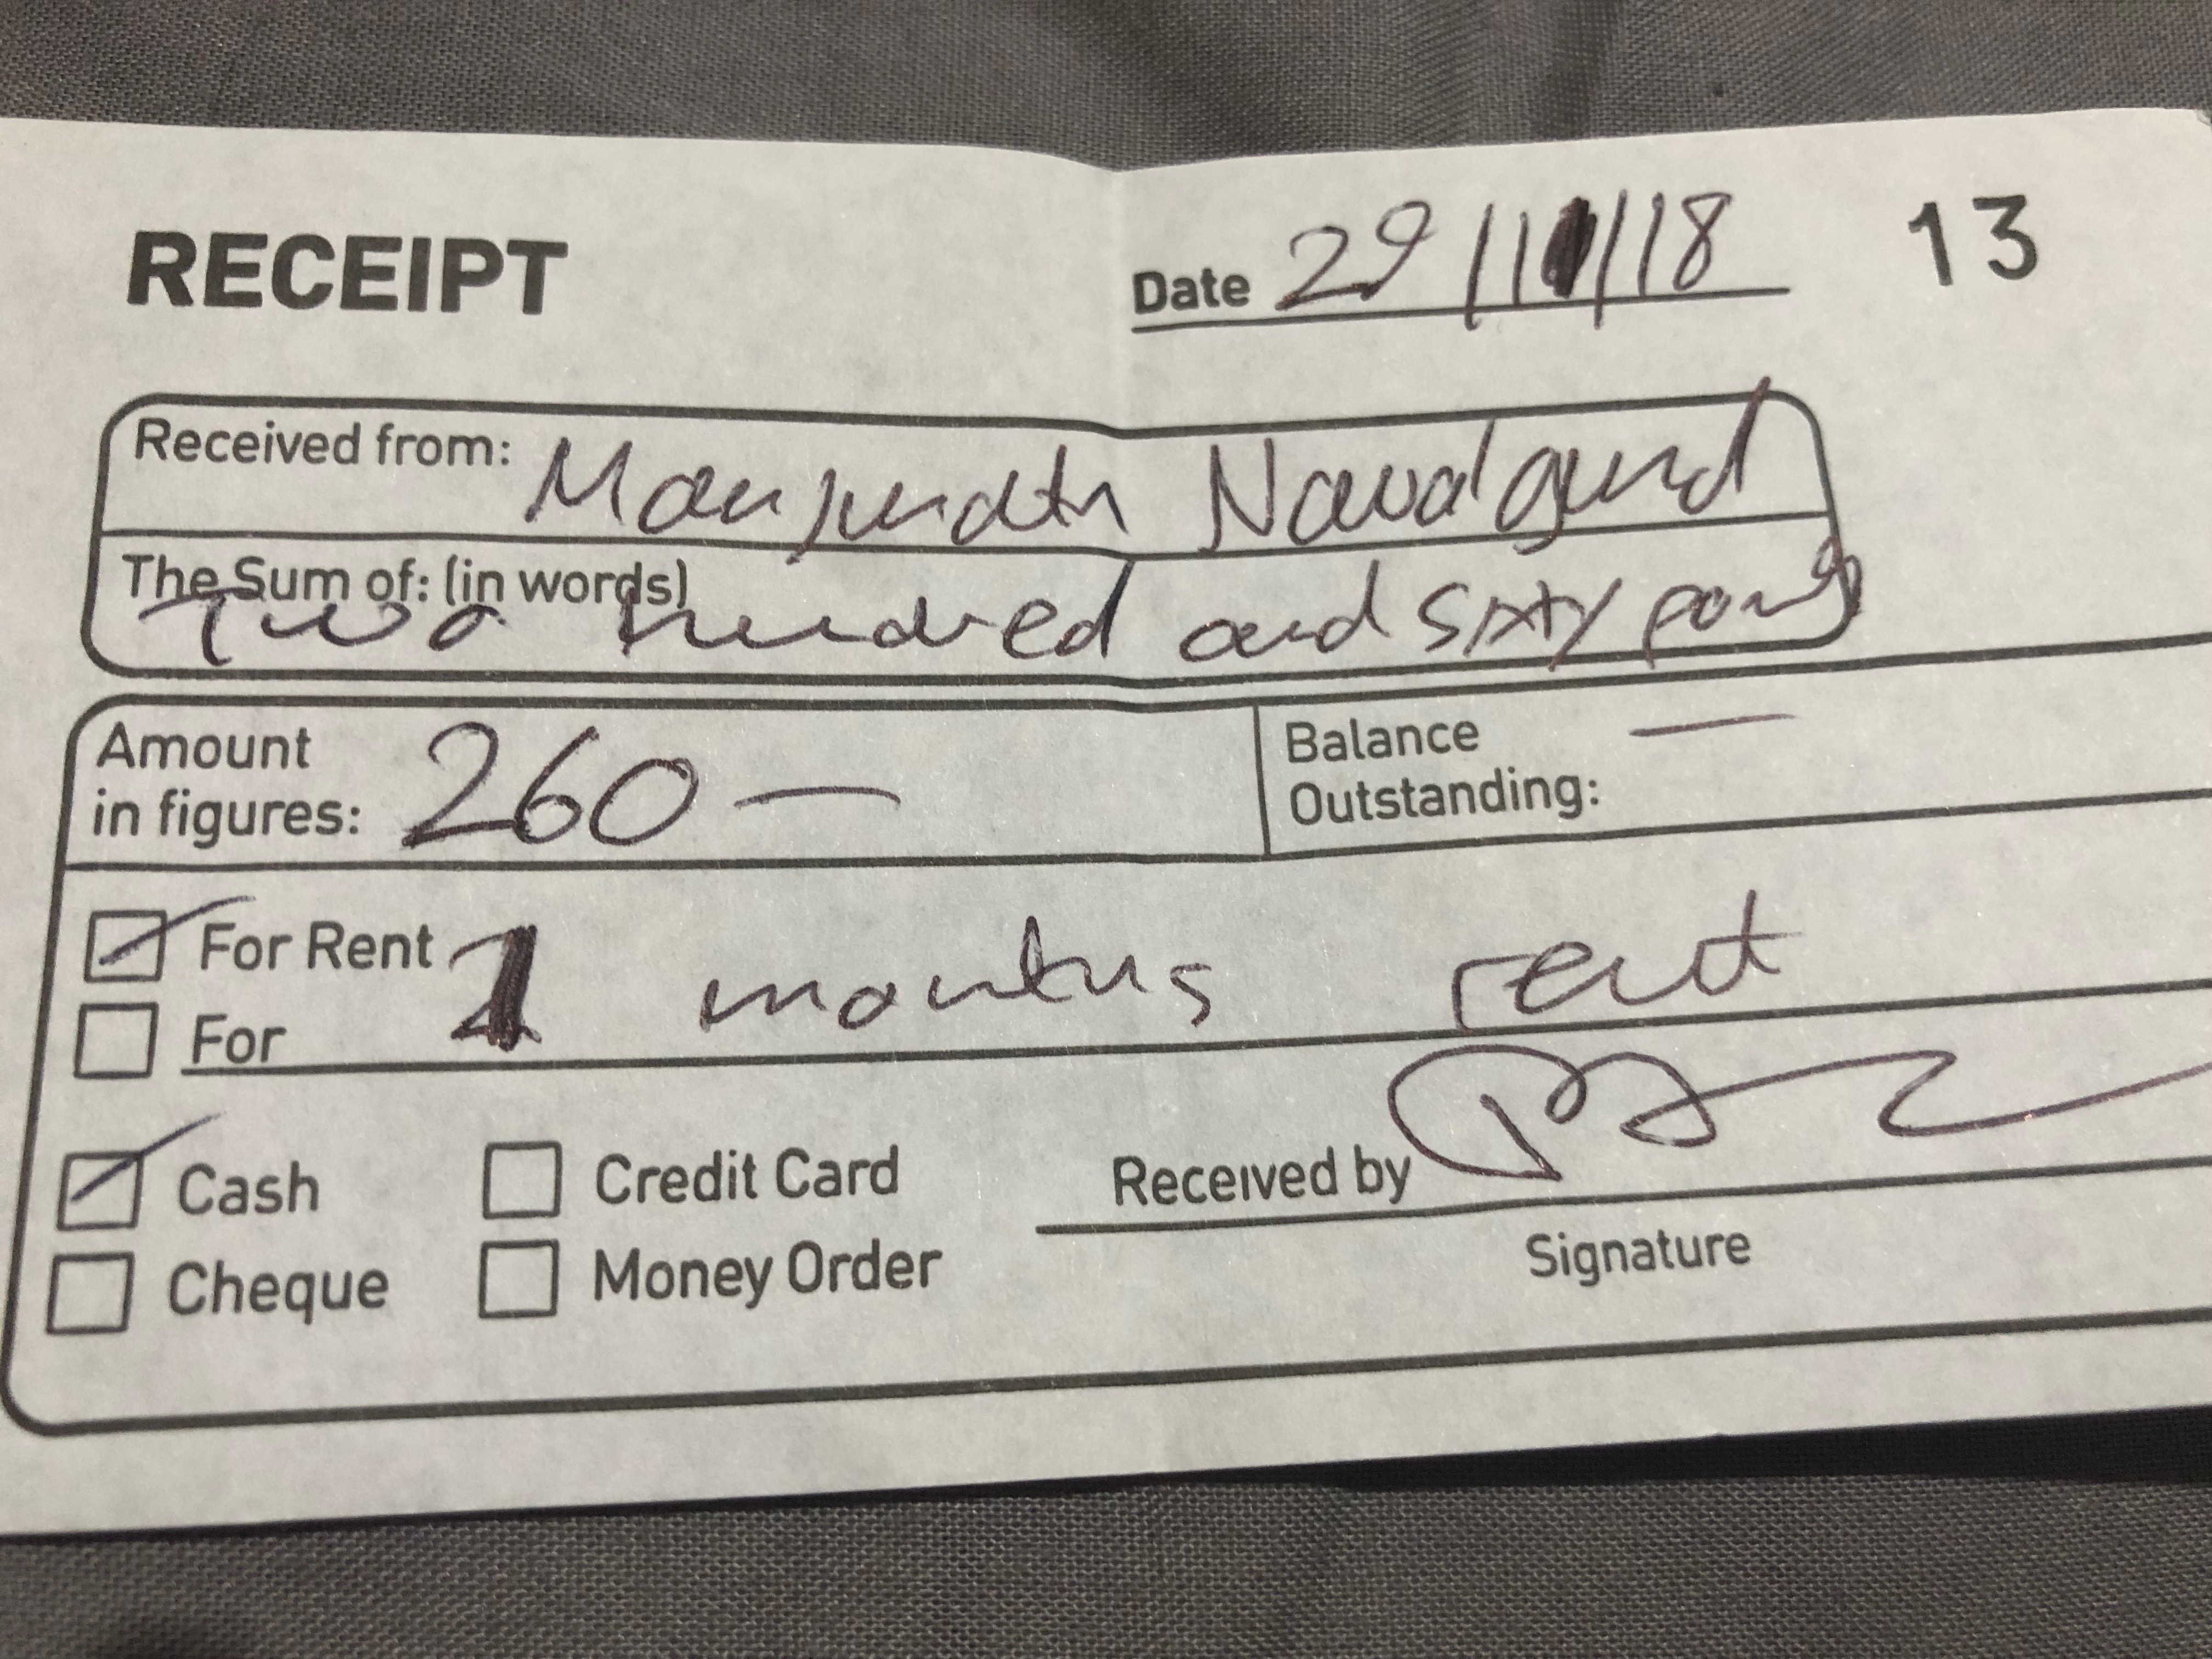 RECEIPT Date 29/11/18 13
Received from: Manjunath Navalgund
The Sum of: (in words)
Two hundred and sixty pounds
Amount
in figures: 260 —
Balance
Outstanding: —
For Rent 1 months rent
For
Cash Credit Card Received by
Cheque Money Order Signature